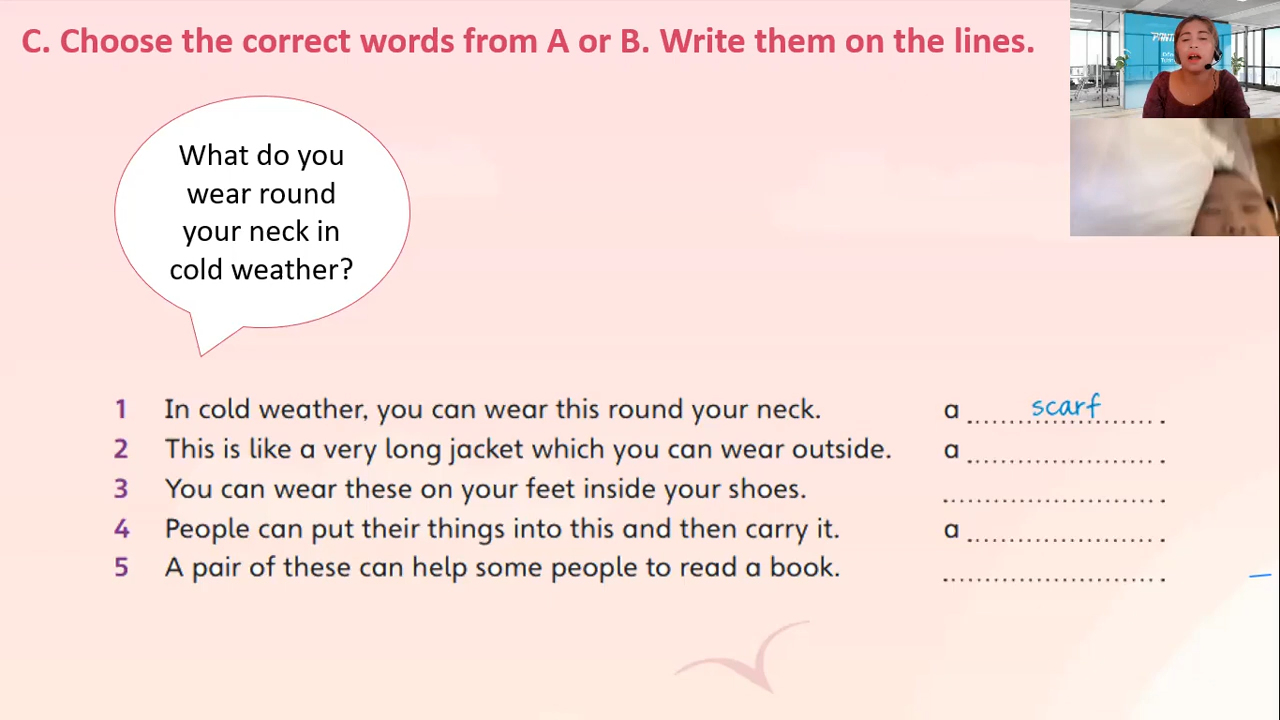 C. Choose the correct words from A or B. Write them on the lines.
What do you
wear round
your neck in
cold weather?
1 In cold weather, you can wear this round your neck. a scarf.
2 This is like a very long jacket which you can wear outside. a ..................... .
3 You can wear these on your feet inside your shoes. ..................... .
4 People can put their things into this and then carry it. a ..................... .
5 A pair of these can help some people to read a book. ..................... .